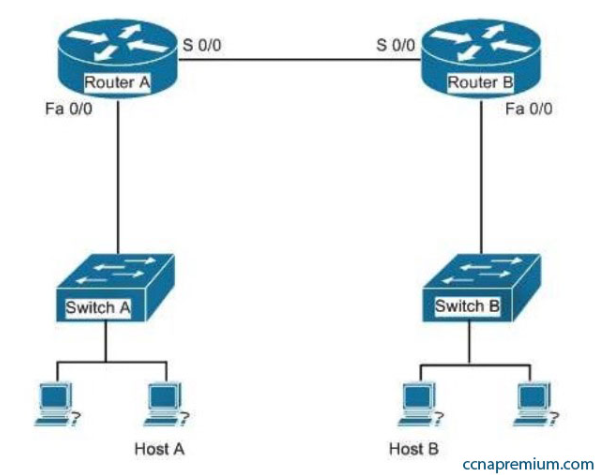 S 0/0
S 0/0
Router A
Router B
Fa 0/0
Fa 0/0
Switch A
Switch B
Host A
Host B
ccnapremium.com